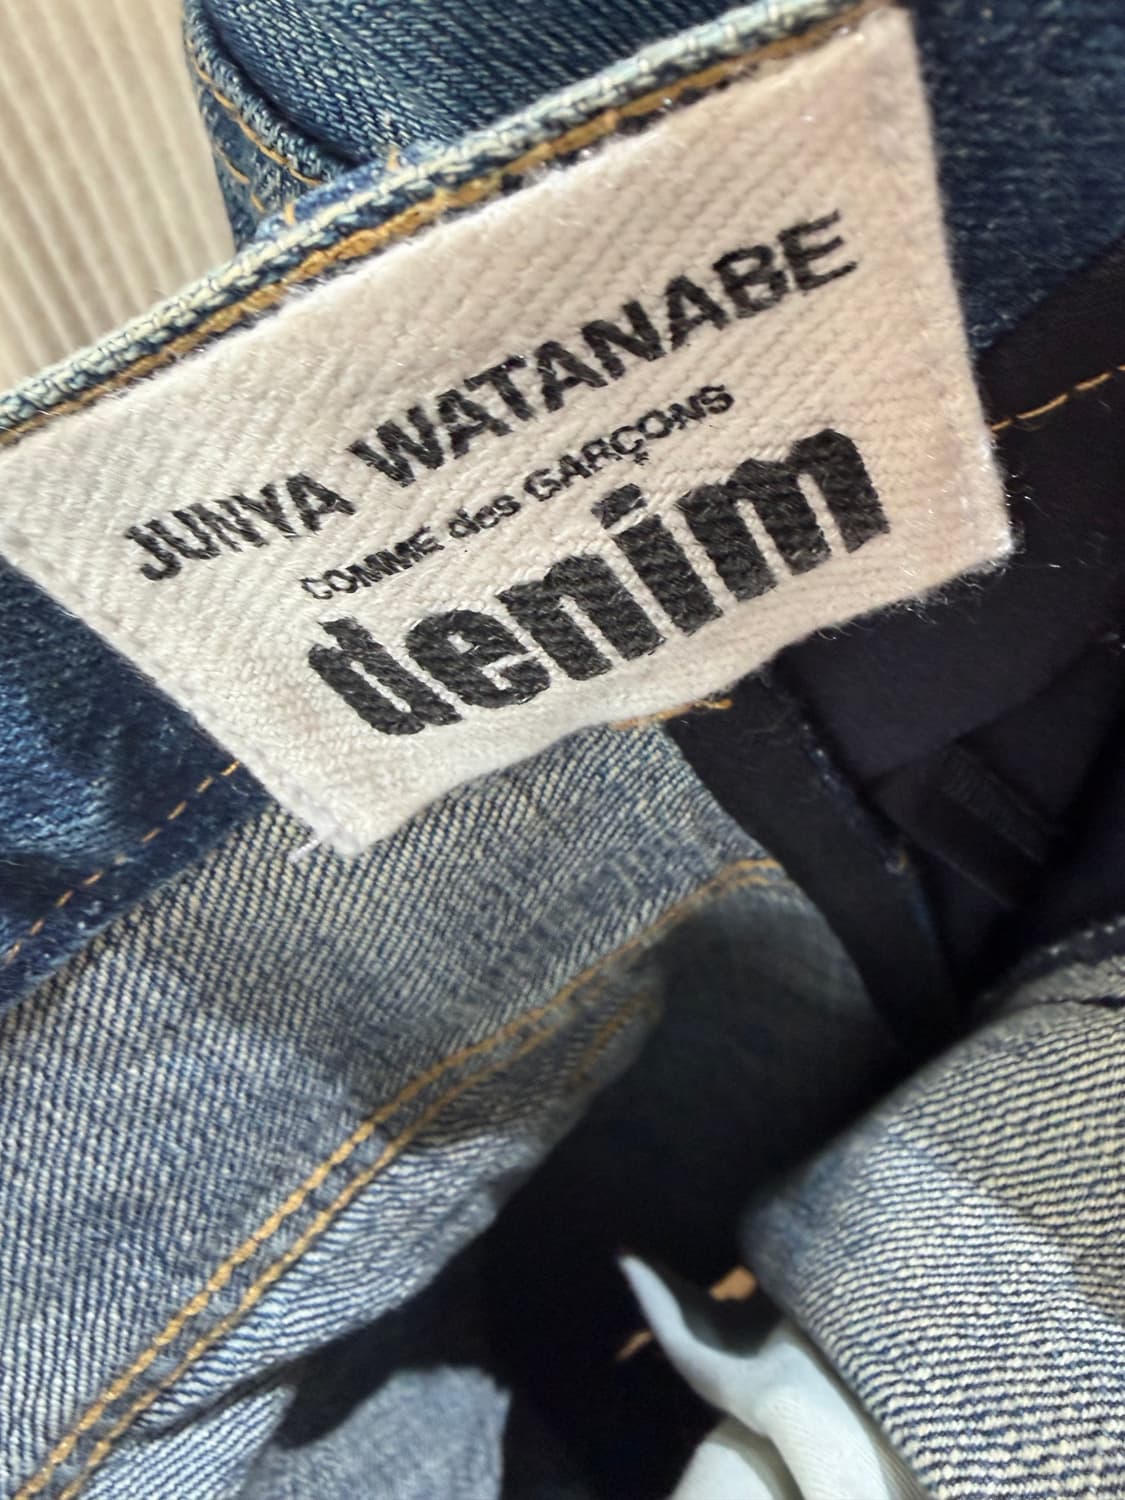 JUNYA WATANABE
COMME des GARÇONS
denim